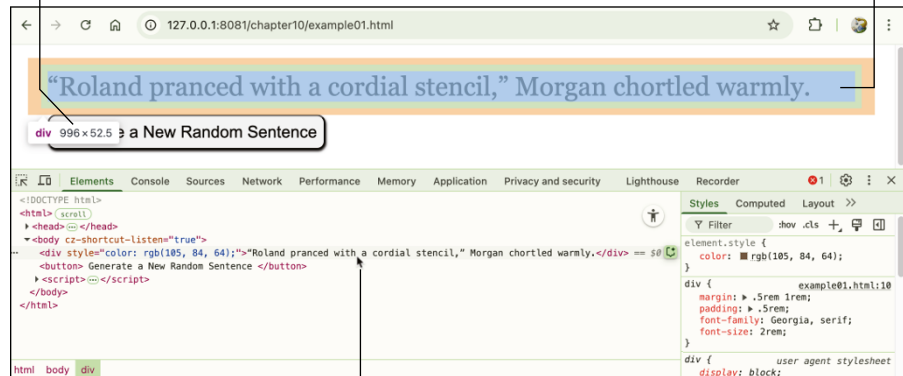 127.0.0.1:8081/chapter10/example01.html
“Roland pranced with a cordial stencil,” Morgan chortled warmly.
div 996 × 52.5
e a New Random Sentence
Elements Console Sources Network Performance Memory Application Privacy and security Lighthouse Recorder 1
<!DOCTYPE html>
<html> scroll
<head> ⋯ </head>
<body cz-shortcut-listen="true">
<div style="color: rgb(105, 84, 64);">“Roland pranced with a cordial stencil,” Morgan chortled warmly.</div> == $0
<button> Generate a New Random Sentence </button>
<script> ⋯ </script>
</body>
</html>
html body div
Styles Computed Layout >>
Filter :hov .cls +
element.style {
color: rgb(105, 84, 64);
}
div { example01.html:10
margin: .5rem 1rem;
padding: .5rem;
font-family: Georgia, serif;
font-size: 2rem;
}
div { user agent stylesheet
display: block;